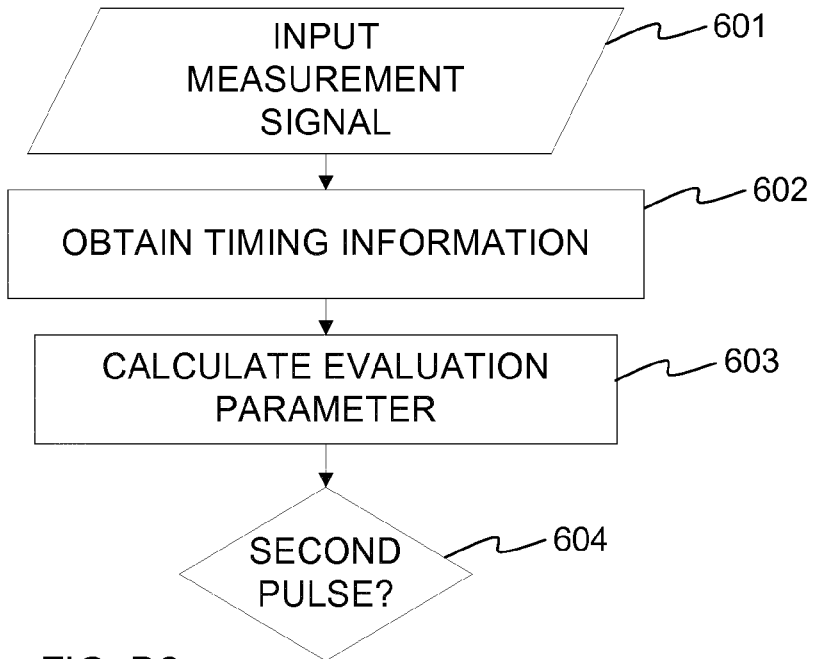 INPUT
MEASUREMENT
SIGNAL
601
OBTAIN TIMING INFORMATION
602
CALCULATE EVALUATION
PARAMETER
603
SECOND
PULSE?
604